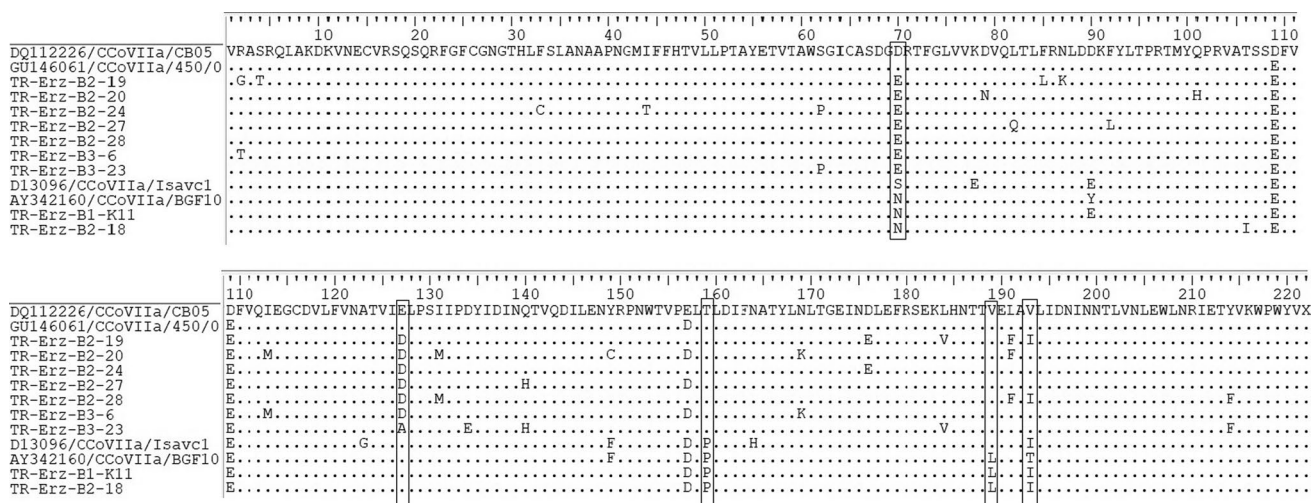 10 20 30 40 50 60 70 80 90 100 110
DQ112226/CCoVIIa/CB05 VRASRQLAKDKVNECVRSQSQRFGFCGNGTHLFSLANAAPNGMIFFHTVLLPTAYETVTAWSGICASDGDRTFGLVVKDVQLTLFRNLDDKFYLTPRTMYQPRVATSSDFV
GU146061/CCoVIIa/450/0 ............................................................................................................E..
TR-Erz-B2-19 .G.T.................................................................E..............L.K.....................E..
TR-Erz-B2-20 .....................................................................E........N.....................H.......E..
TR-Erz-B2-24 ................................C..........T.................P.......E......................................E..
TR-Erz-B2-27 .....................................................................E...........Q.........L................E..
TR-Erz-B2-28 .....................................................................E......................................E..
TR-Erz-B3-6 .T...................................................................E......................................E..
TR-Erz-B3-23 .............................................................P.......E......................................E..
D13096/CCoVIIa/Isavc1 .....................................................................S.......E...........E..................E..
AY342160/CCoVIIa/BGF10 .....................................................................N...................Y..................E..
TR-Erz-B1-K11 .....................................................................N...................E..................E..
TR-Erz-B2-18 .....................................................................N...................................I..E..
110 120 130 140 150 160 170 180 190 200 210 220
DQ112226/CCoVIIa/CB05 DFVQIEGCDVLFVNATVIELPSIIPDYIDINQTVQDILENYRPNWTVPELTLDIFNATYLNLTGEINDLEFRSEKLHNTTVELAVLIDNINNTLVNLEWLNRIETYVKWPWYVX
GU146061/CCoVIIa/450/0 E...............................................D.................................................................
TR-Erz-B2-19 E.................D................................................E.......V......F.I.............................
TR-Erz-B2-20 E...M.............D...M.................C.......D...........K.....................F...............................
TR-Erz-B2-24 E.................D................................................E..............................................
TR-Erz-B2-27 E.................D............H................D.................................................................
TR-Erz-B2-28 E.................D...M...........................................................F.I....................F........
TR-Erz-B3-6 E...M.............D.............................D...........K.....................................................
TR-Erz-B3-23 E.................A......E.....H...........................................V.............................F........
D13096/CCoVIIa/Isavc1 E.............G.........................F.......D.P....H............................I.............................
AY342160/CCoVIIa/BGF10 E.......................................F.......D.P.............................L...T.............................
TR-Erz-B1-K11 E...............................................D.P.............................L...I.............................
TR-Erz-B2-18 E...............................................D.P.............................L...I.............................